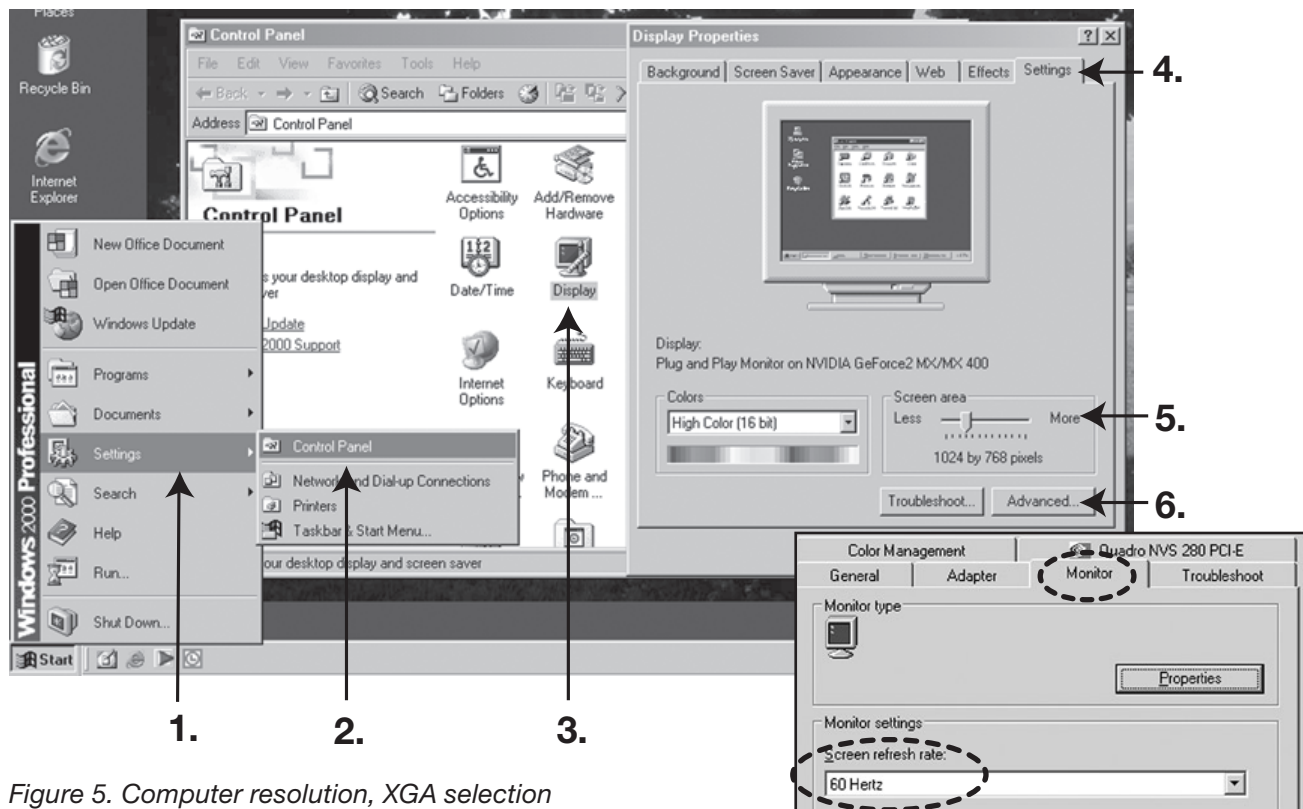 Places
Recycle Bin
Internet
Explorer
Control Panel
File Edit View Favorites Tools Help
Back Search Folders
Address Control Panel
Control Panel
s your desktop display and
ver
Update
2000 Support
Accessibility
Options
Add/Remove
Hardware
Date/Time
Display
Internet
Options
Keyboard
Phone and
Modem ...
our desktop display and screen saver
Windows 2000 Professional
New Office Document
Open Office Document
Windows Update
Programs
Documents
Settings
Search
Help
Run...
Shut Down...
Start
Control Panel
Network and Dial-up Connections
Printers
Taskbar & Start Menu...
Display Properties
Background Screen Saver Appearance Web Effects Settings
4.
Display:
Plug and Play Monitor on NVIDIA GeForce2 MX/MX 400
Colors
High Color (16 bit)
Screen area
Less More
5.
1024 by 768 pixels
Troubleshoot... Advanced...
6.
Color Management Quadro NVS 280 PCI-E
General Adapter Monitor Troubleshoot
Monitor type
Properties
Monitor settings
Screen refresh rate:
60 Hertz
1. 2. 3.
Figure 5. Computer resolution, XGA selection